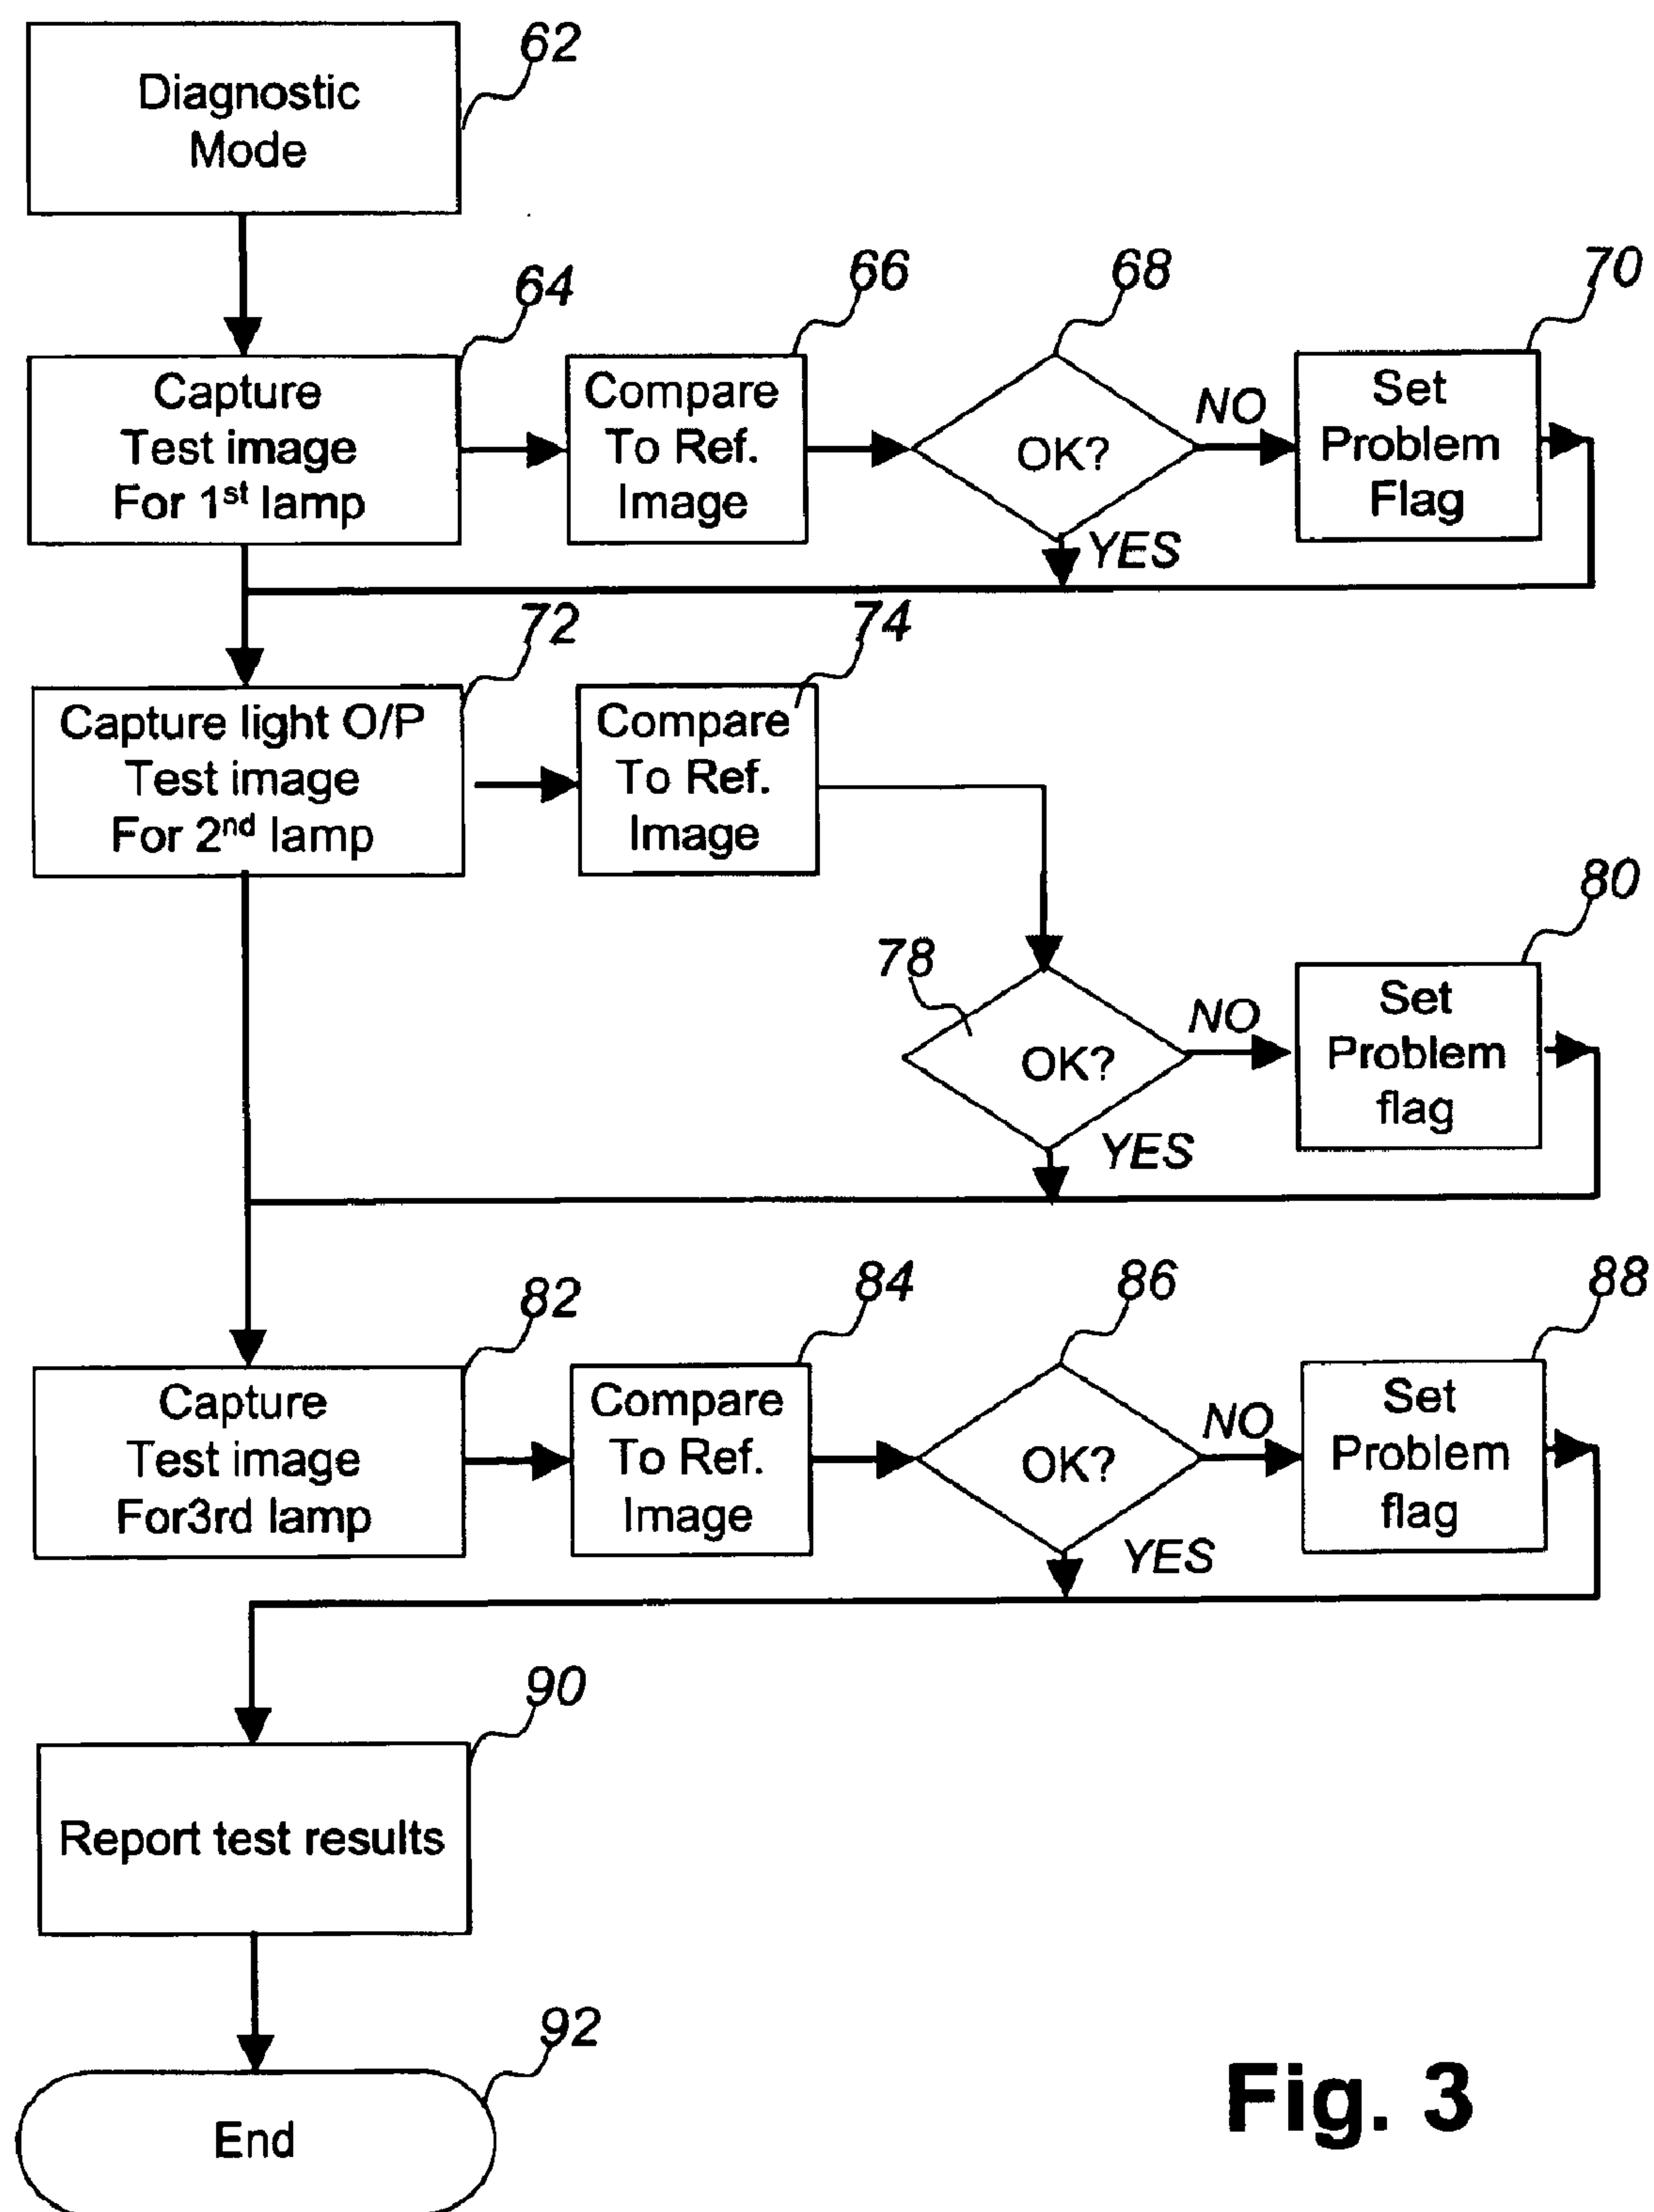 62
Diagnostic
Mode
64
66
68
70
Capture
Test image
For 1st lamp
Compare
To Ref.
Image
OK?
NO
YES
Set
Problem
Flag
72
74
Capture light O/P
Test image
For 2nd lamp
Compare
To Ref.
Image
78
OK?
NO
YES
80
Set
Problem
flag
82
84
86
88
Capture
Test image
For3rd lamp
Compare
To Ref.
Image
OK?
NO
YES
Set
Problem
flag
90
Report test results
92
End
Fig. 3